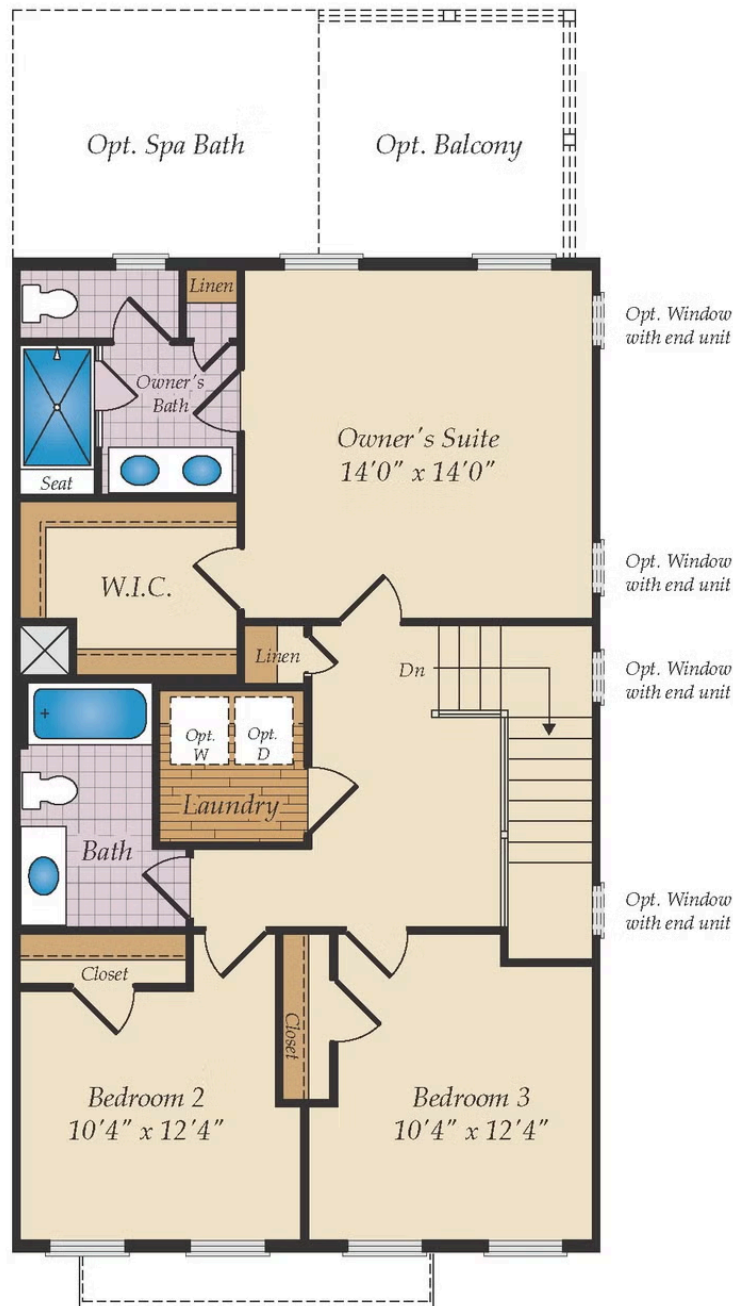 Opt. Spa Bath
Opt. Balcony
Linen
Opt. Window
with end unit
Owner's
Bath
Owner's Suite
14'0" x 14'0"
Seat
W.I.C.
Opt. Window
with end unit
Linen
Dn
Opt. Window
with end unit
Opt.
W
Opt.
D
Laundry
Bath
Opt. Window
with end unit
Closet
Closet
Bedroom 2
10'4" x 12'4"
Bedroom 3
10'4" x 12'4"